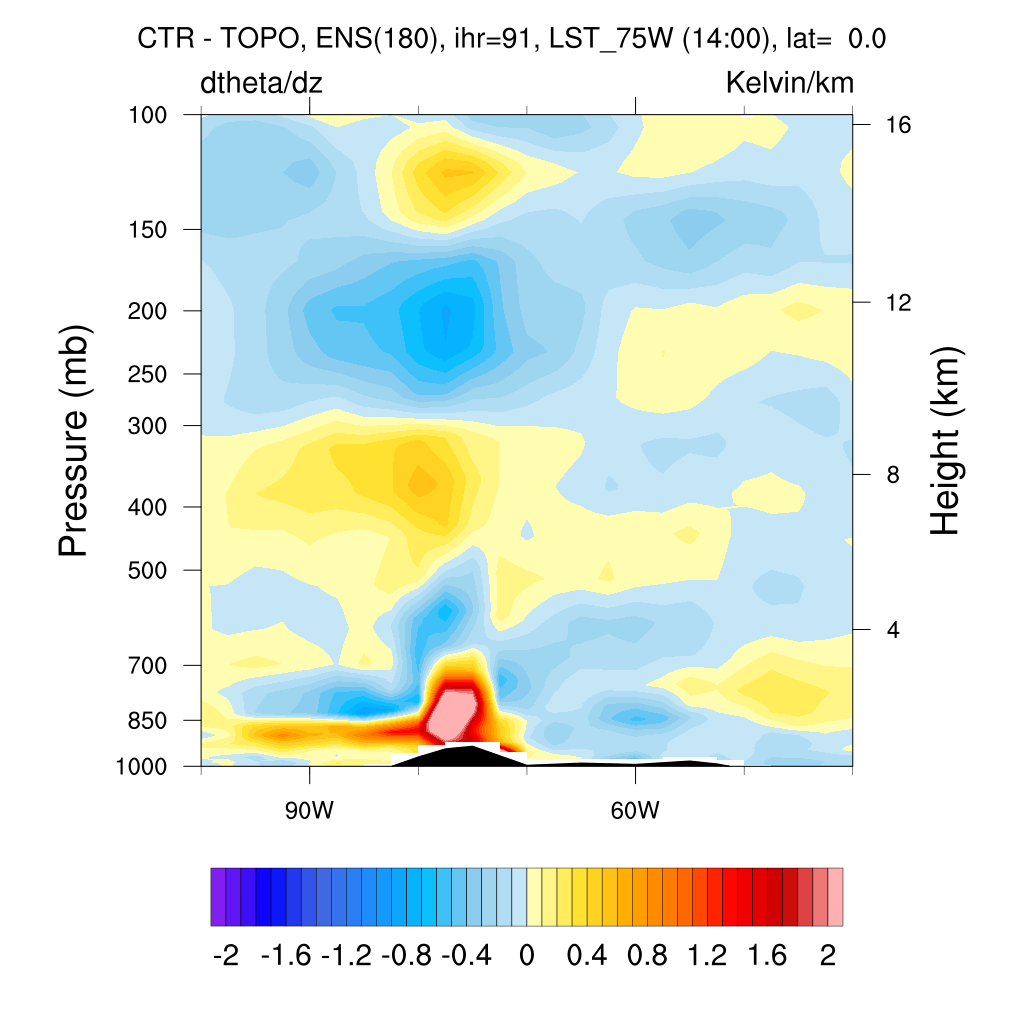 CTR - TOPO, ENS(180), ihr=91, LST_75W (14:00), lat= 0.0
dtheta/dz Kelvin/km
100
150
200
250
300
400
500
700
850
1000
Pressure (mb)
16
12
8
4
Height (km)
90W 60W
-2 -1.6 -1.2 -0.8 -0.4 0 0.4 0.8 1.2 1.6 2